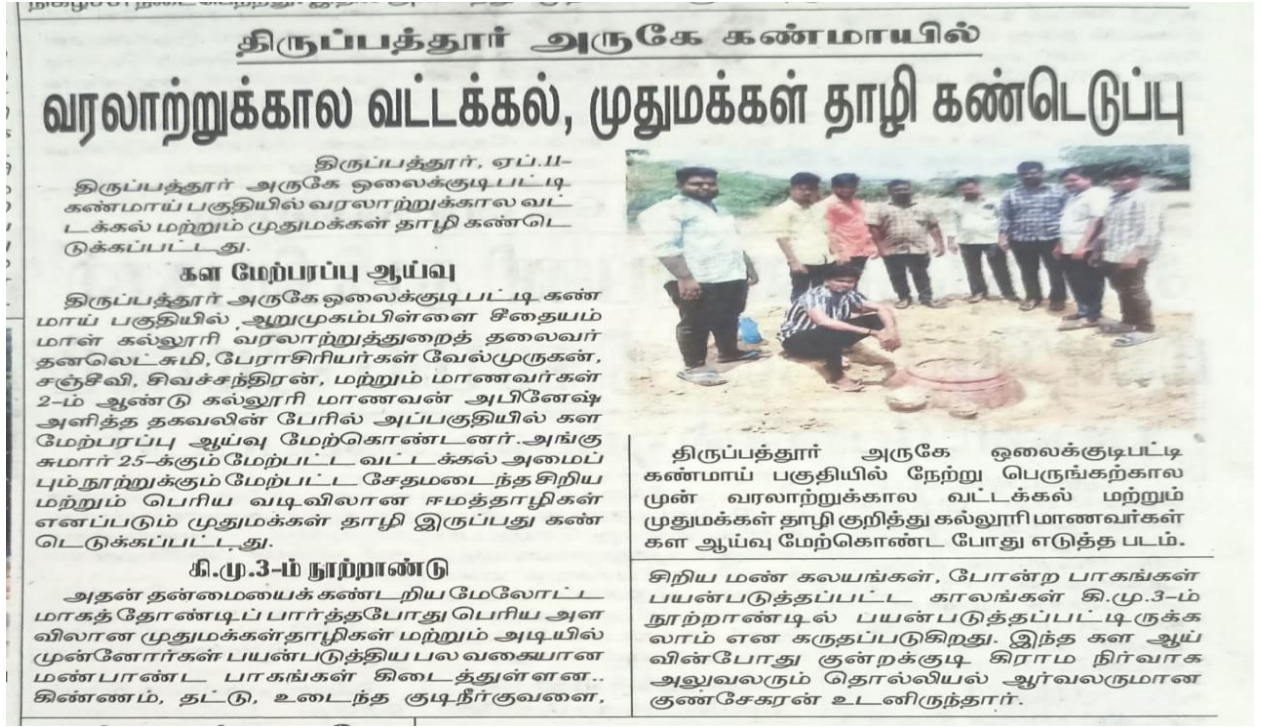 திருப்பத்தூர் அருகே கண்மாயில்
வரலாற்றுக்கால வட்டக்கல், முதுமக்கள் தாழி கண்டெடுப்பு
திருப்பத்தூர், ஏப்.11-
திருப்பத்தூர் அருகே ஒலைக்குடிபட்டி
கண்மாய் பகுதியில் வரலாற்றுக்கால வட்
டக்கல் மற்றும் முதுமக்கள் தாழி கண்டெ
டுக்கப்பட்டது.
கள மேற்பரப்பு ஆய்வு
திருப்பத்தூர் அருகே ஒலைக்குடிபட்டி கண்
மாய் பகுதியில் ஆறுமுகம்பிள்ளை சீதையம்
மாள் கல்லூரி வரலாற்றுத்துறைத் தலைவர்
தனலெட்சுமி, பேராசிரியர்கள் வேல்முருகன்,
சஞ்சீவி, சிவச்சந்திரன், மற்றும் மாணவர்கள்
2-ம் ஆண்டு கல்லூரி மாணவன் அபினேஷ்
அளித்த தகவலின் பேரில் அப்பகுதியில் கள
மேற்பரப்பு ஆய்வு மேற்கொண்டனர்.அங்கு
சுமார் 25-க்கும் மேற்பட்ட வட்டக்கல் அமைப்
பும் நூற்றுக்கும் மேற்பட்ட சேதமடைந்த சிறிய
மற்றும் பெரிய வடிவிலான ஈமத்தாழிகள்
எனப்படும் முதுமக்கள் தாழி இருப்பது கண்
டெடுக்கப்பட்டது.
கி.மு.3-ம் நூற்றாண்டு
அதன் தன்மையைக் கண்டறிய மேலோட்ட
மாகத் தோண்டிப் பார்த்தபோது பெரிய அள
விலான முதுமக்கள்தாழிகள் மற்றும் அடியில்
முன்னோர்கள் பயன்படுத்திய பல வகையான
மண்பாண்ட பாகங்கள் கிடைத்துள்ளன..
கிண்ணம், தட்டு, உடைந்த குடிநீர்குவளை,
திருப்பத்தூர் அருகே ஒலைக்குடிபட்டி
கண்மாய் பகுதியில் நேற்று பெருங்கற்கால
முன் வரலாற்றுக்கால வட்டக்கல் மற்றும்
முதுமக்கள் தாழி குறித்து கல்லூரி மாணவர்கள்
கள ஆய்வு மேற்கொண்ட போது எடுத்த படம்.
சிறிய மண் கலயங்கள், போன்ற பாகங்கள்
பயன்படுத்தப்பட்ட காலங்கள் கி.மு.3-ம்
நூற்றாண்டில் பயன்படுத்தப்பட்டிருக்க
லாம் என கருதப்படுகிறது. இந்த கள ஆய்
வின்போது குன்றக்குடி கிராம நிர்வாக
அலுவலரும் தொல்லியல் ஆர்வலருமான
குண்சேகரன் உடனிருந்தார்.